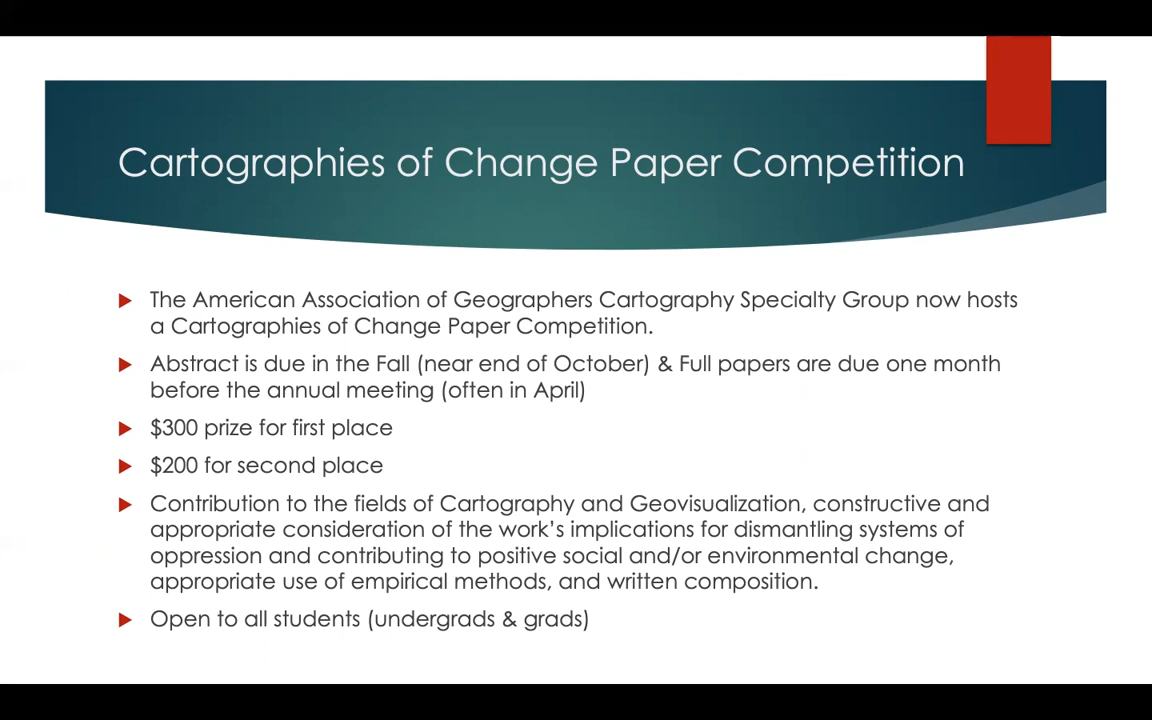 Cartographies of Change Paper Competition
The American Association of Geographers Cartography Specialty Group now hosts
a Cartographies of Change Paper Competition.
Abstract is due in the Fall (near end of October) & Full papers are due one month
before the annual meeting (often in April)
$300 prize for first place
$200 for second place
Contribution to the fields of Cartography and Geovisualization, constructive and
appropriate consideration of the work's implications for dismantling systems of
oppression and contributing to positive social and/or environmental change,
appropriate use of empirical methods, and written composition.
Open to all students (undergrads & grads)